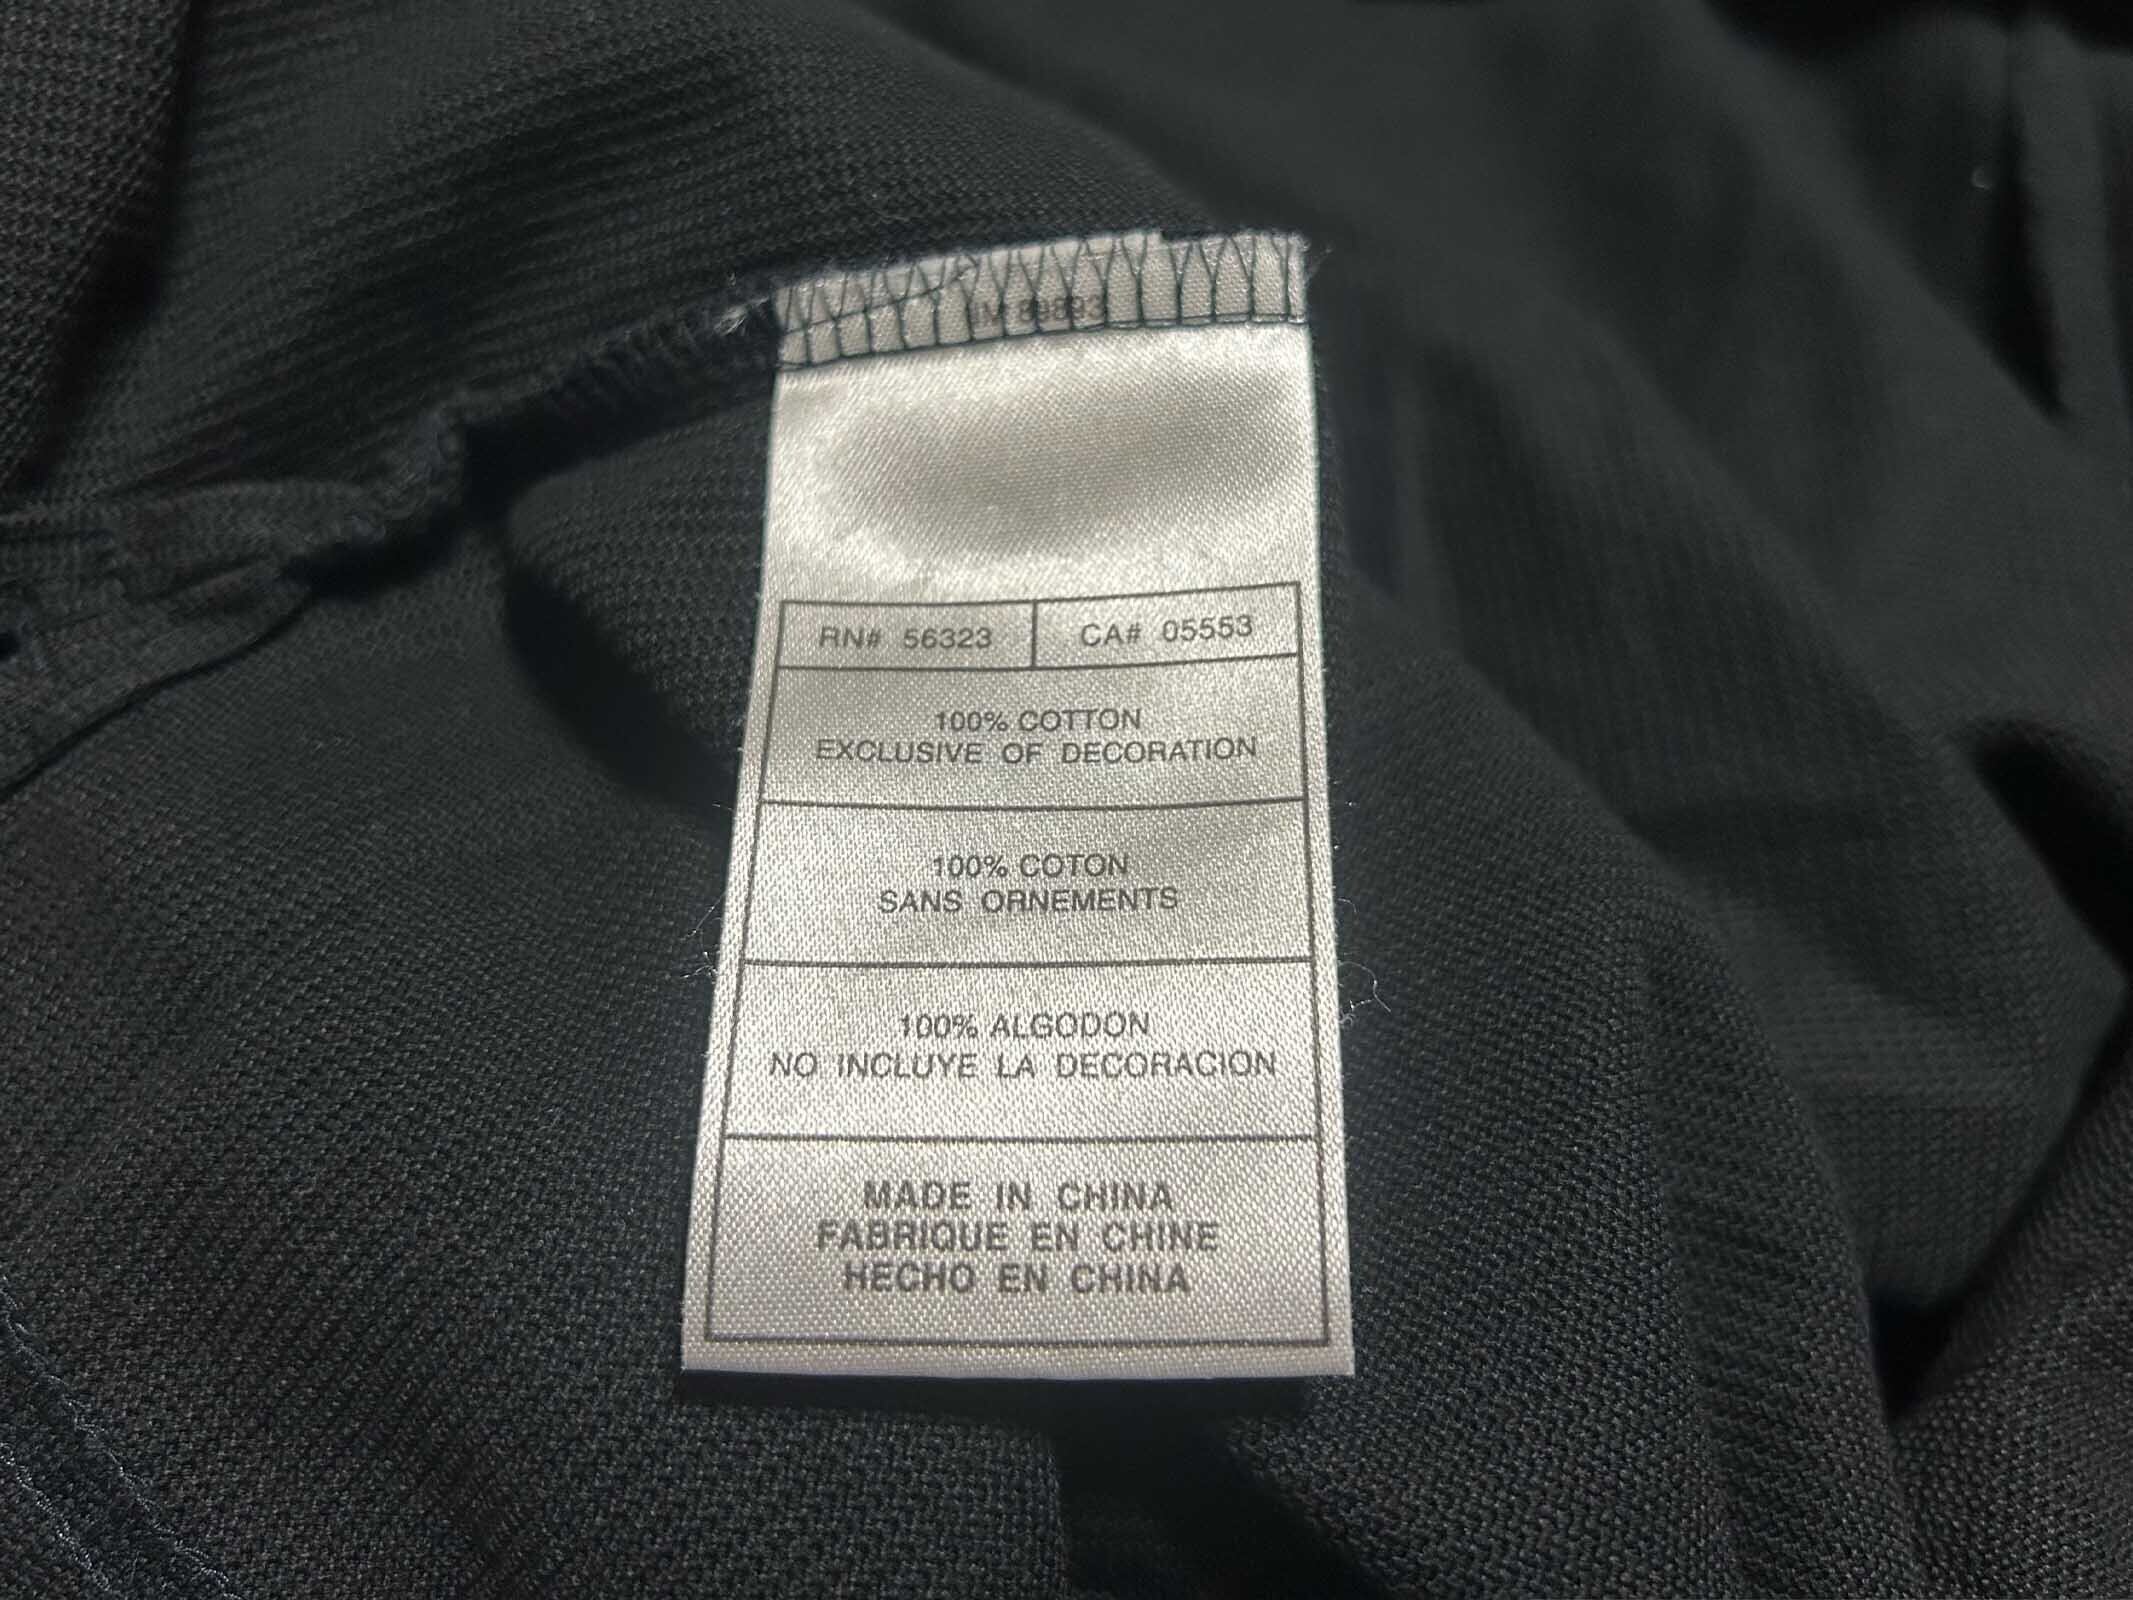 RN# 56323 CA# 05553
100% COTTON
EXCLUSIVE OF DECORATION
100% COTON
SANS ORNEMENTS
100% ALGODON
NO INCLUYE LA DECORACION
MADE IN CHINA
FABRIQUE EN CHINE
HECHO EN CHINA